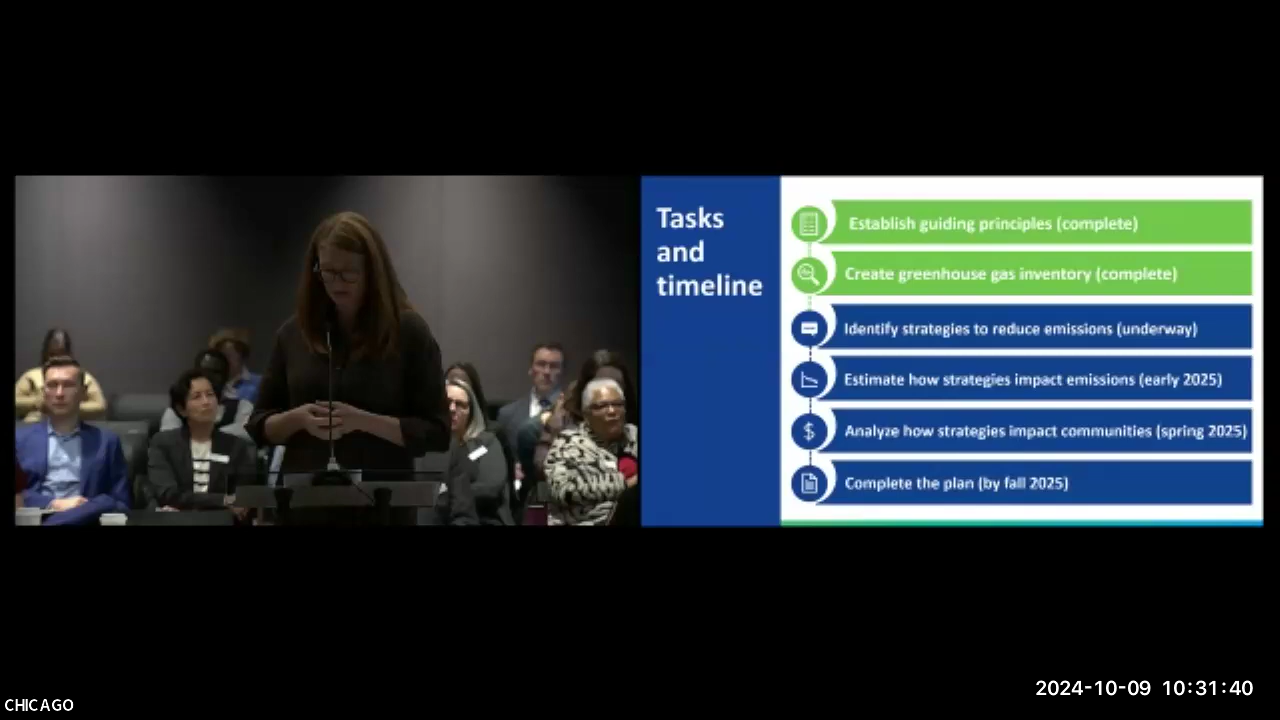 Tasks
and
timeline
Establish guiding principles (complete)
Create greenhouse gas inventory (complete)
Identify strategies to reduce emissions (underway)
Estimate how strategies impact emissions (early 2025)
$
Analyze how strategies impact communities (spring 2025)
Complete the plan (by fall 2025)
2024-10-09 10:31:40
CHICAGO